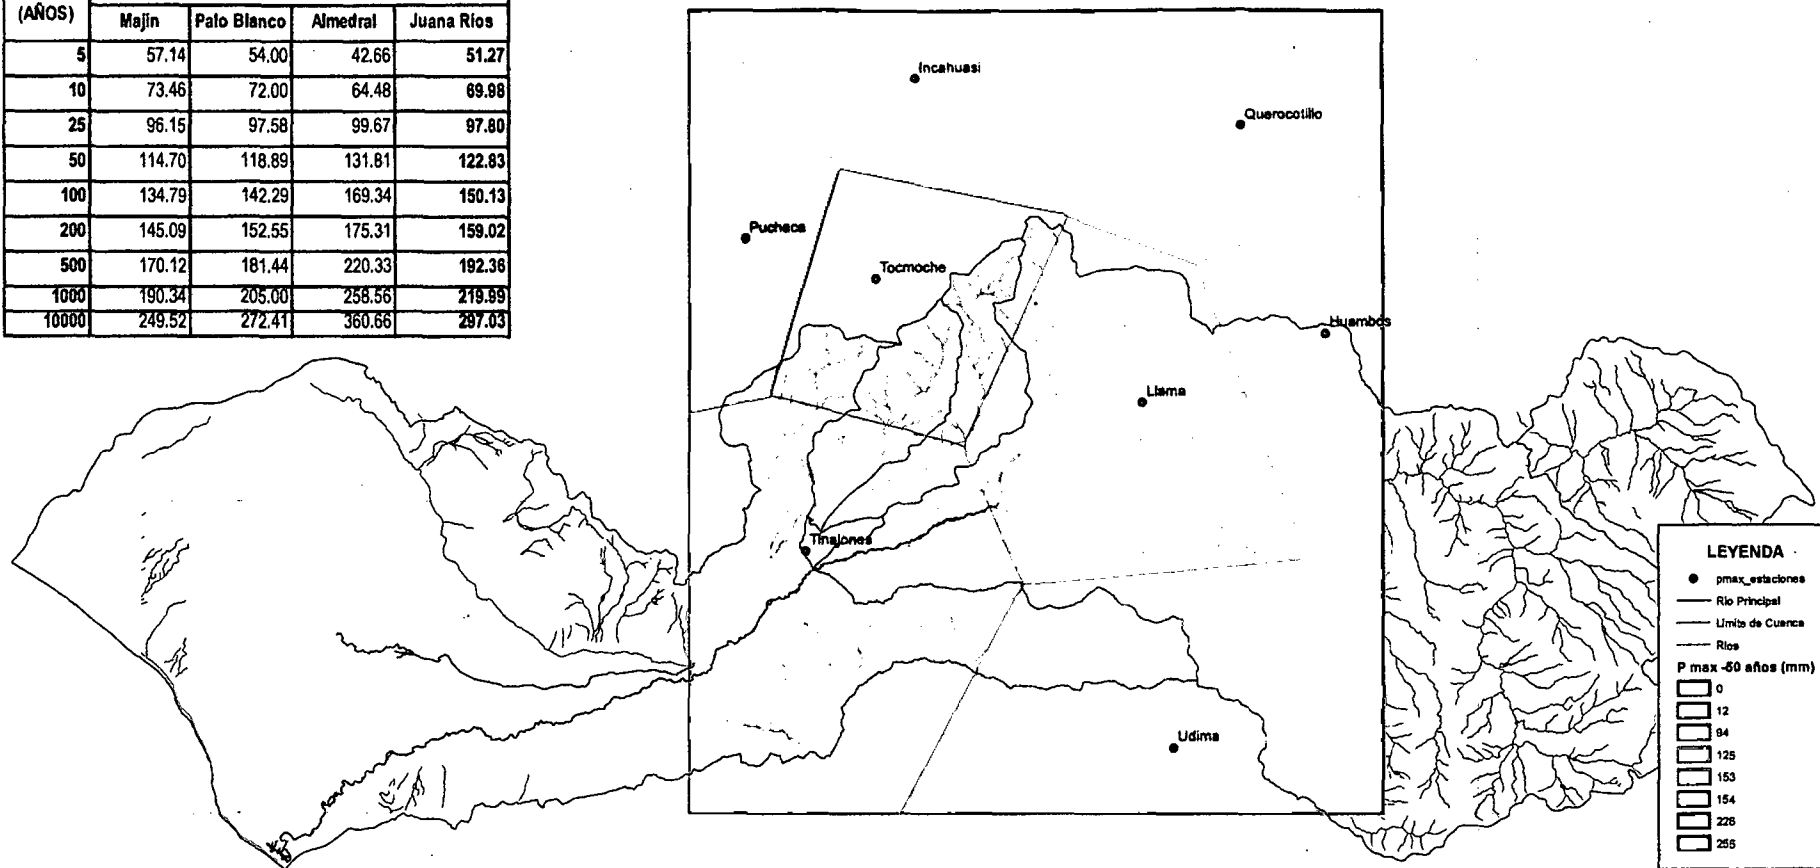 (AÑOS) Majín Palo Blanco Almedral Juana Ríos
5 57.14 54.00 42.66 51.27
10 73.46 72.00 64.48 69.98
25 96.15 97.58 99.67 97.80
50 114.70 118.89 131.81 122.83
100 134.79 142.29 169.34 150.13
200 145.09 152.55 175.31 159.02
500 170.12 181.44 220.33 192.36
1000 190.34 205.00 258.56 219.99
10000 249.52 272.41 360.66 297.03
Incahuasi
Querocotillo
Puchaca
Tocmoche
Huambos
Llama
Tinajones
Udima
LEYENDA
pmax_estaciones
Rio Principal
Limite de Cuenca
Rios
P max -50 años (mm)
0
12
94
125
153
154
226
255